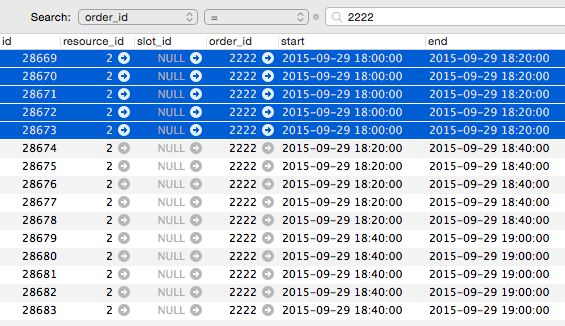 Search: order_id = 2222
id resource_id slot_id order_id start end
28669 2 NULL 2222 2015-09-29 18:00:00 2015-09-29 18:20:00
28670 2 NULL 2222 2015-09-29 18:00:00 2015-09-29 18:20:00
28671 2 NULL 2222 2015-09-29 18:00:00 2015-09-29 18:20:00
28672 2 NULL 2222 2015-09-29 18:00:00 2015-09-29 18:20:00
28673 2 NULL 2222 2015-09-29 18:00:00 2015-09-29 18:20:00
28674 2 NULL 2222 2015-09-29 18:20:00 2015-09-29 18:40:00
28675 2 NULL 2222 2015-09-29 18:20:00 2015-09-29 18:40:00
28676 2 NULL 2222 2015-09-29 18:20:00 2015-09-29 18:40:00
28677 2 NULL 2222 2015-09-29 18:20:00 2015-09-29 18:40:00
28678 2 NULL 2222 2015-09-29 18:20:00 2015-09-29 18:40:00
28679 2 NULL 2222 2015-09-29 18:40:00 2015-09-29 19:00:00
28680 2 NULL 2222 2015-09-29 18:40:00 2015-09-29 19:00:00
28681 2 NULL 2222 2015-09-29 18:40:00 2015-09-29 19:00:00
28682 2 NULL 2222 2015-09-29 18:40:00 2015-09-29 19:00:00
28683 2 NULL 2222 2015-09-29 18:40:00 2015-09-29 19:00:00